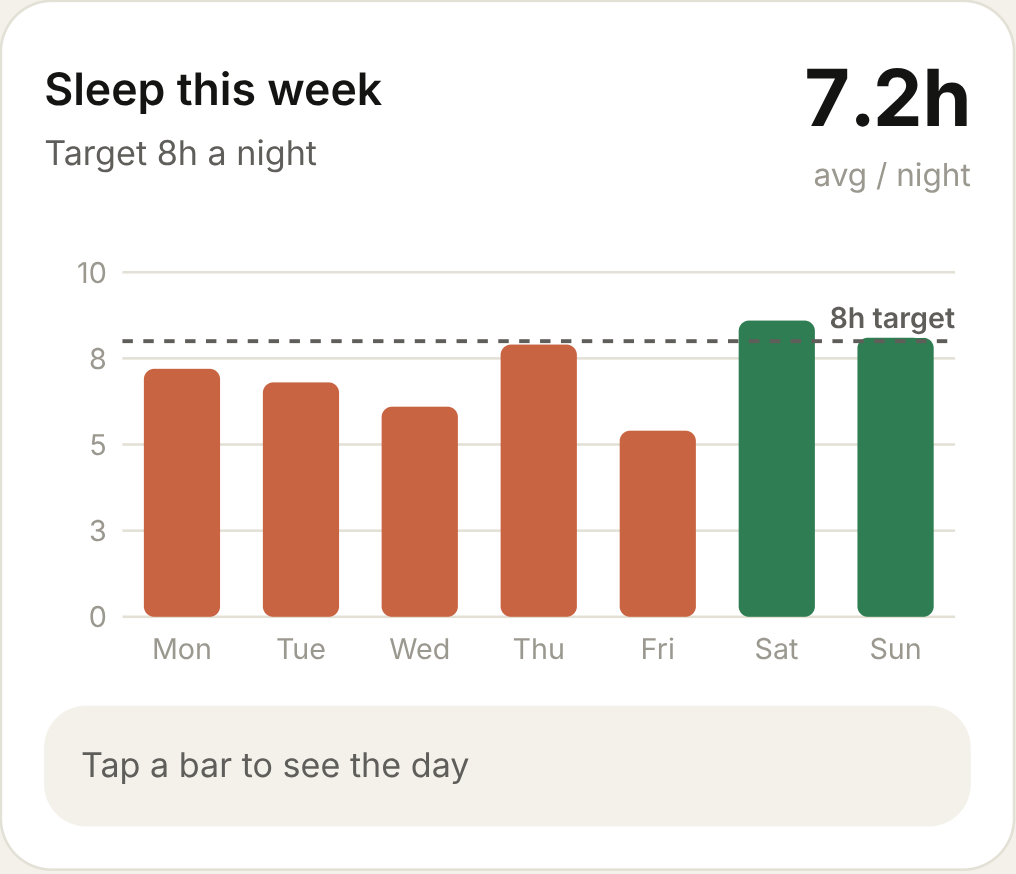 Sleep this week
Target 8h a night
7.2h
avg / night
10
8h target
8
5
3
0
Mon Tue Wed Thu Fri Sat Sun
Tap a bar to see the day